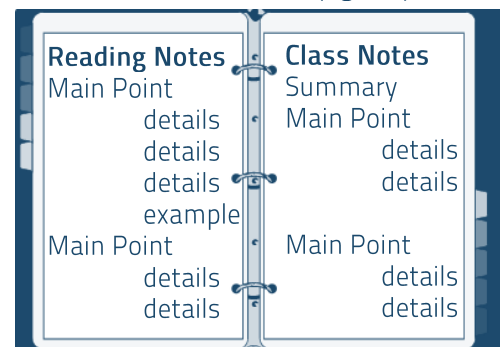 Reading Notes
Main Point
details
details
details
example
Main Point
details
details
Class Notes
Summary
Main Point
details
details
Main Point
details
details